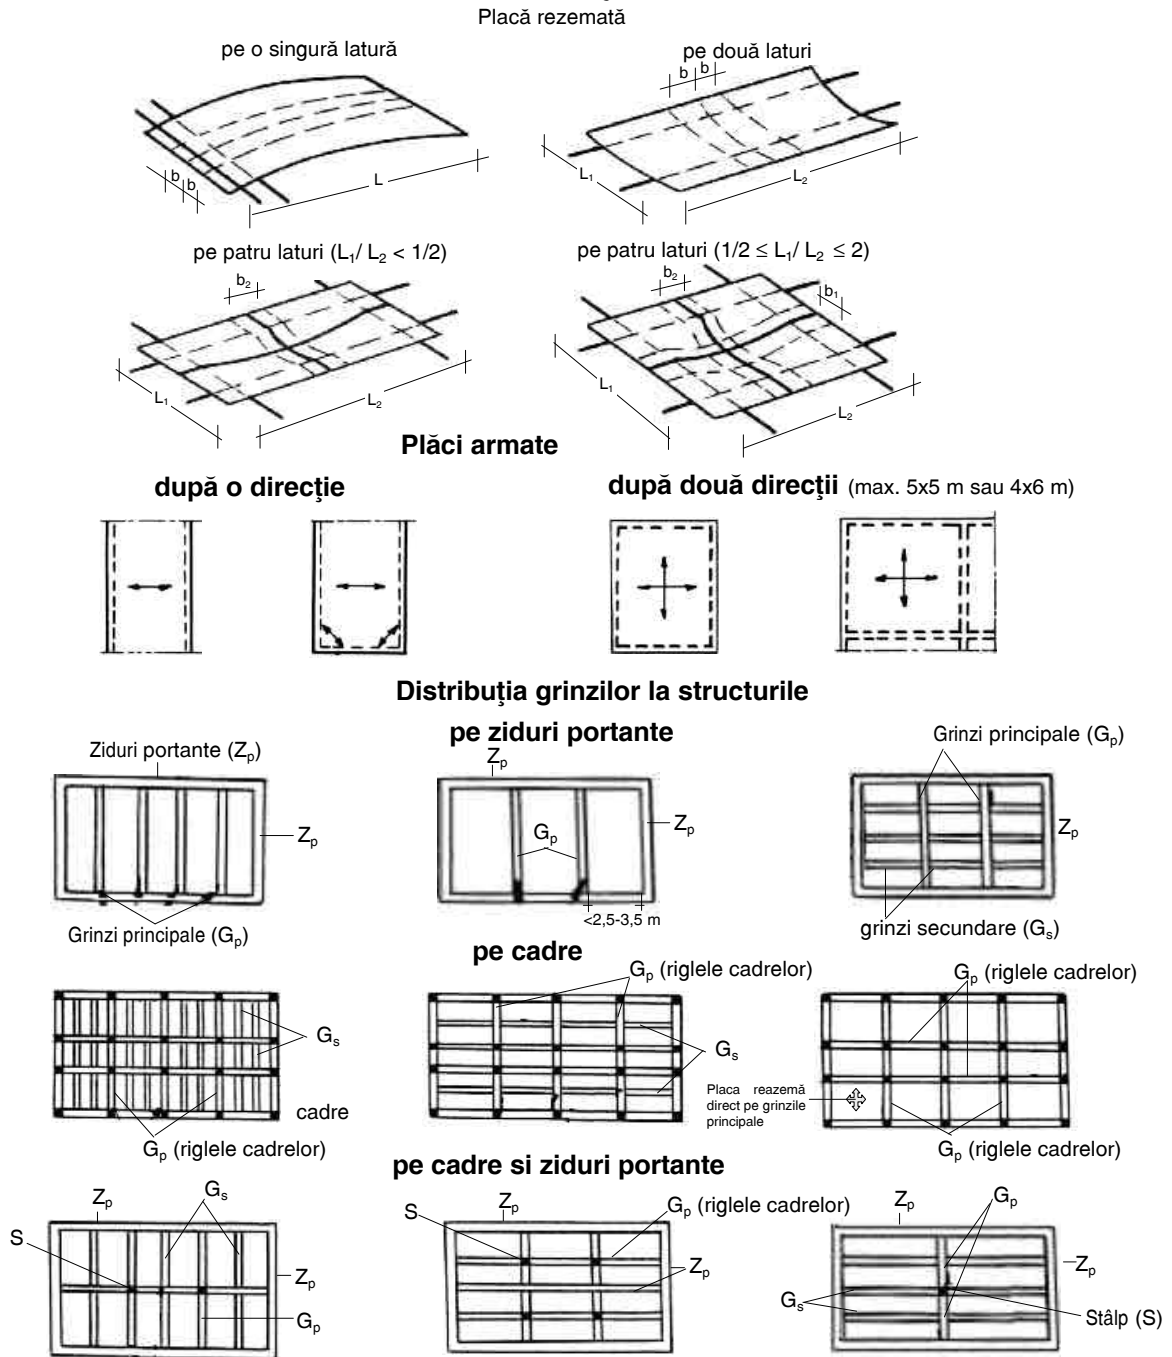 Placă rezemată
pe o singură latură
pe două laturi
b b
b b
L
L₁
L₂
pe patru laturi (L₁/ L₂ < 1/2)
pe patru laturi (1/2 ≤ L₁/ L₂ ≤ 2)
b₂
b₂
b₁
L₁
L₂
L₁
L₂
Plăci armate
după o direcţie
după două direcţii (max. 5x5 m sau 4x6 m)
Distribuţia grinzilor la structurile
pe ziduri portante
Ziduri portante (Zₚ)
Zₚ
Grinzi principale (Gₚ)
Zₚ
Gₚ
Zₚ
<2,5-3,5 m
Grinzi principale (Gₚ)
Zₚ
grinzi secundare (Gₛ)
pe cadre
Gₛ
cadre
Gₚ (riglele cadrelor)
Gₚ (riglele cadrelor)
Gₛ
Gₚ (riglele cadrelor)
Placa reazemă
direct pe grinzile
principale
Gₚ (riglele cadrelor)
pe cadre si ziduri portante
Zₚ
Gₛ
S
Zₚ
Gₚ
S
Zₚ
Gₚ (riglele cadrelor)
Zₚ
Zₚ
Gₚ
Zₚ
Gₛ
Stâlp (S)